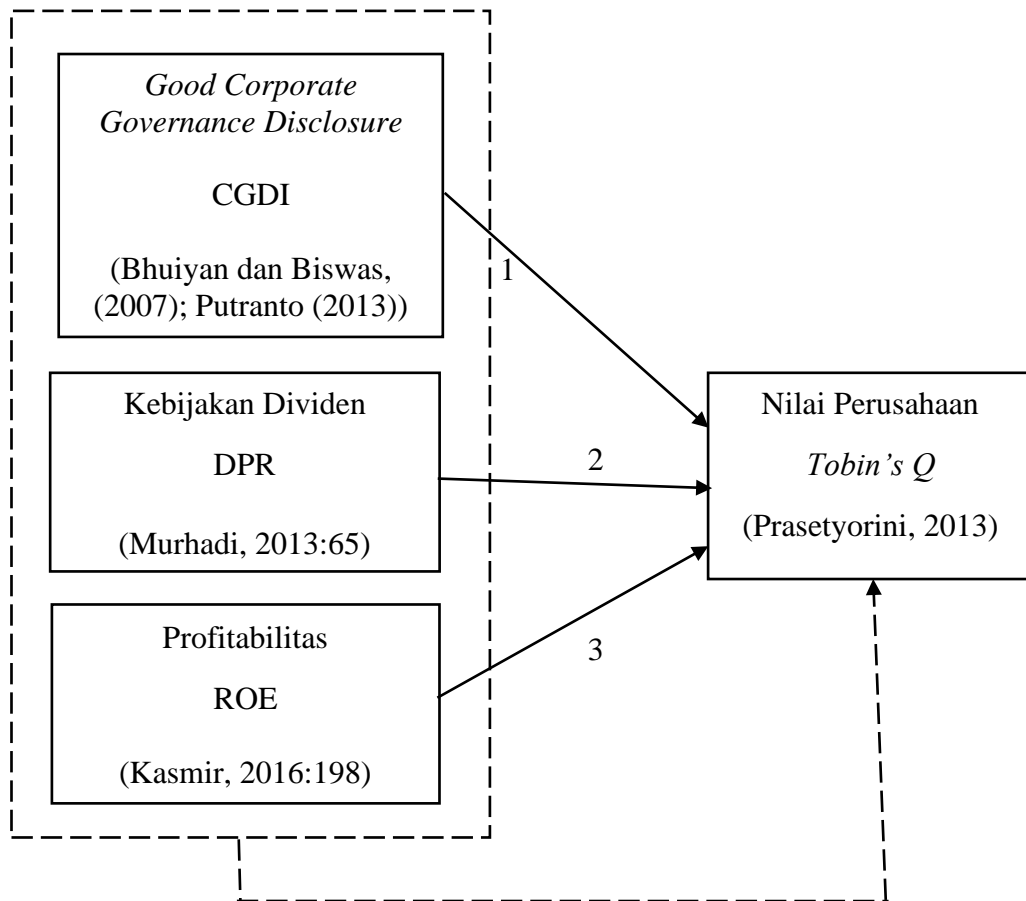 Good Corporate
Governance Disclosure
CGDI
(Bhuiyan dan Biswas,
(2007); Putranto (2013))
1
Kebijakan Dividen
DPR
(Murhadi, 2013:65)
2
Profitabilitas
ROE
(Kasmir, 2016:198)
3
Nilai Perusahaan
Tobin’s Q
(Prasetyorini, 2013)